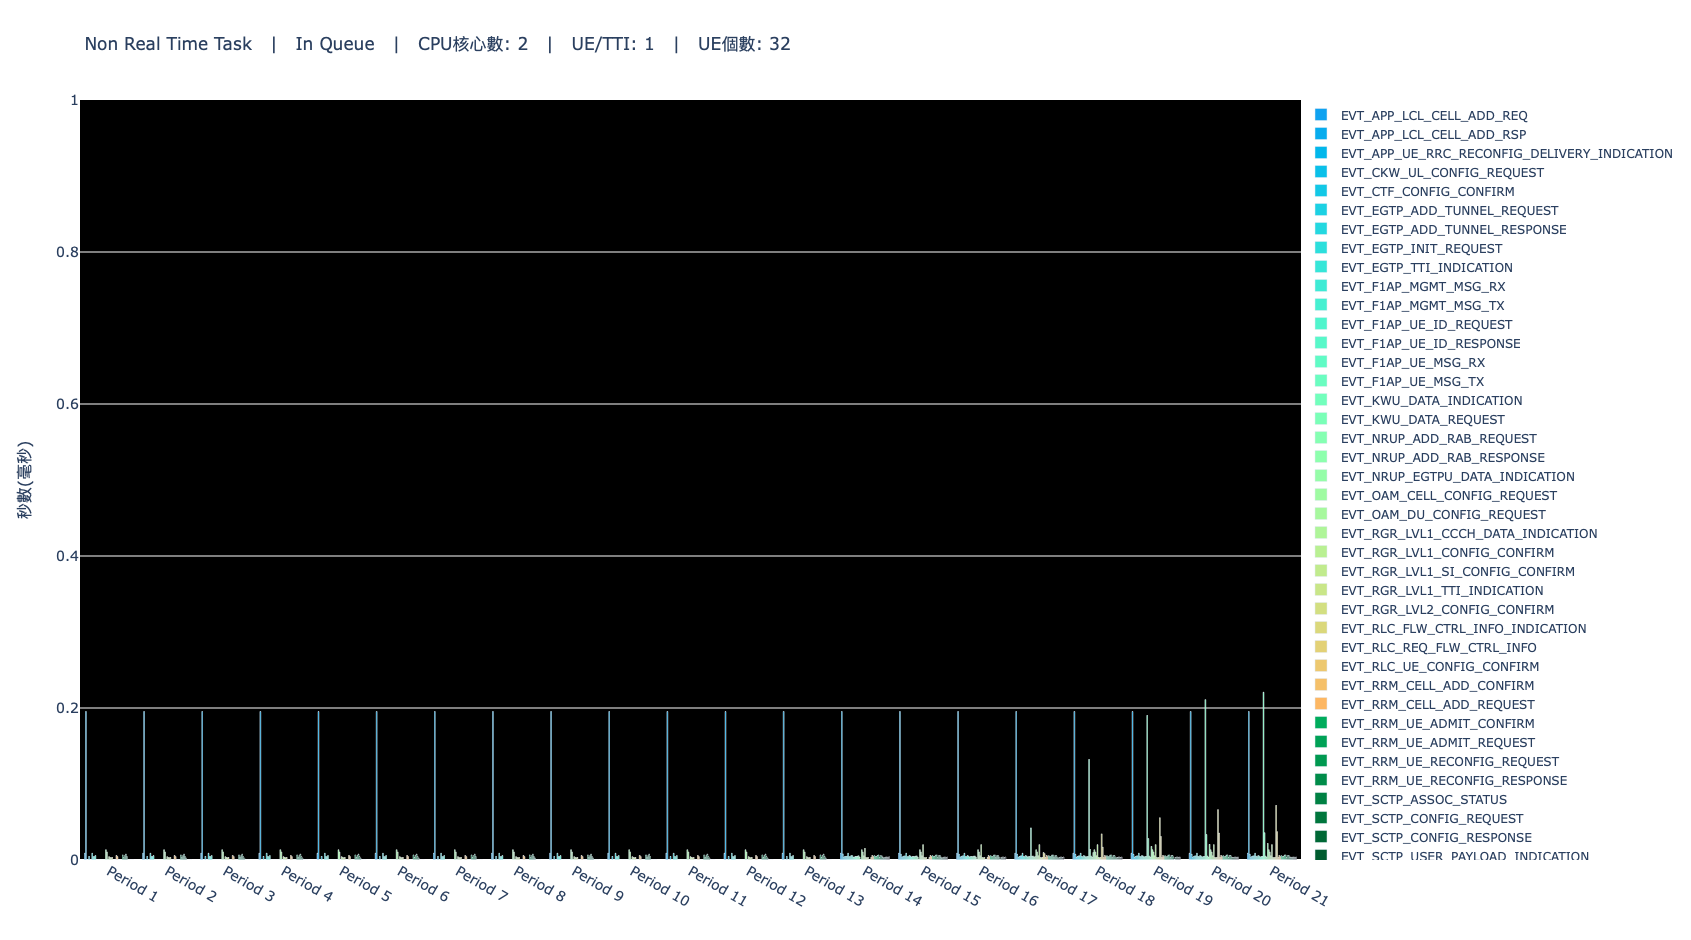 Non Real Time Task | In Queue | CPU核心數: 2 | UE/TTI: 1 | UE個數: 32
秒數(毫秒)
1
0.8
0.6
0.4
0.2
0
Period 1
Period 2
Period 3
Period 4
Period 5
Period 6
Period 7
Period 8
Period 9
Period 10
Period 11
Period 12
Period 13
Period 14
Period 15
Period 16
Period 17
Period 18
Period 19
Period 20
Period 21
EVT_APP_LCL_CELL_ADD_REQ
EVT_APP_LCL_CELL_ADD_RSP
EVT_APP_UE_RRC_RECONFIG_DELIVERY_INDICATION
EVT_CKW_UL_CONFIG_REQUEST
EVT_CTF_CONFIG_CONFIRM
EVT_EGTP_ADD_TUNNEL_REQUEST
EVT_EGTP_ADD_TUNNEL_RESPONSE
EVT_EGTP_INIT_REQUEST
EVT_EGTP_TTI_INDICATION
EVT_F1AP_MGMT_MSG_RX
EVT_F1AP_MGMT_MSG_TX
EVT_F1AP_UE_ID_REQUEST
EVT_F1AP_UE_ID_RESPONSE
EVT_F1AP_UE_MSG_RX
EVT_F1AP_UE_MSG_TX
EVT_KWU_DATA_INDICATION
EVT_KWU_DATA_REQUEST
EVT_NRUP_ADD_RAB_REQUEST
EVT_NRUP_ADD_RAB_RESPONSE
EVT_NRUP_EGTPU_DATA_INDICATION
EVT_OAM_CELL_CONFIG_REQUEST
EVT_OAM_DU_CONFIG_REQUEST
EVT_RGR_LVL1_CCCH_DATA_INDICATION
EVT_RGR_LVL1_CONFIG_CONFIRM
EVT_RGR_LVL1_SI_CONFIG_CONFIRM
EVT_RGR_LVL1_TTI_INDICATION
EVT_RGR_LVL2_CONFIG_CONFIRM
EVT_RLC_FLW_CTRL_INFO_INDICATION
EVT_RLC_REQ_FLW_CTRL_INFO
EVT_RLC_UE_CONFIG_CONFIRM
EVT_RRM_CELL_ADD_CONFIRM
EVT_RRM_CELL_ADD_REQUEST
EVT_RRM_UE_ADMIT_CONFIRM
EVT_RRM_UE_ADMIT_REQUEST
EVT_RRM_UE_RECONFIG_REQUEST
EVT_RRM_UE_RECONFIG_RESPONSE
EVT_SCTP_ASSOC_STATUS
EVT_SCTP_CONFIG_REQUEST
EVT_SCTP_CONFIG_RESPONSE
EVT_SCTP_USER_PAYLOAD_INDICATION